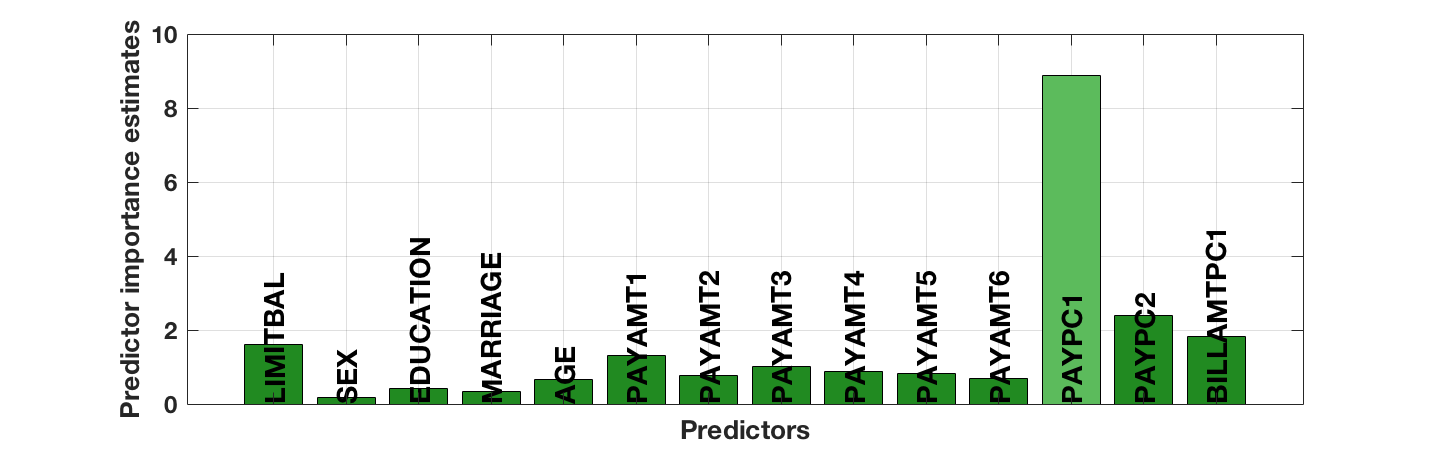 Predictor importance estimates
10
8
6
4
2
0
LIMITBAL
SEX
EDUCATION
MARRIAGE
AGE
PAYAMT1
PAYAMT2
PAYAMT3
PAYAMT4
PAYAMT5
PAYAMT6
PAYPC1
PAYPC2
BILLAMTPC1
Predictors